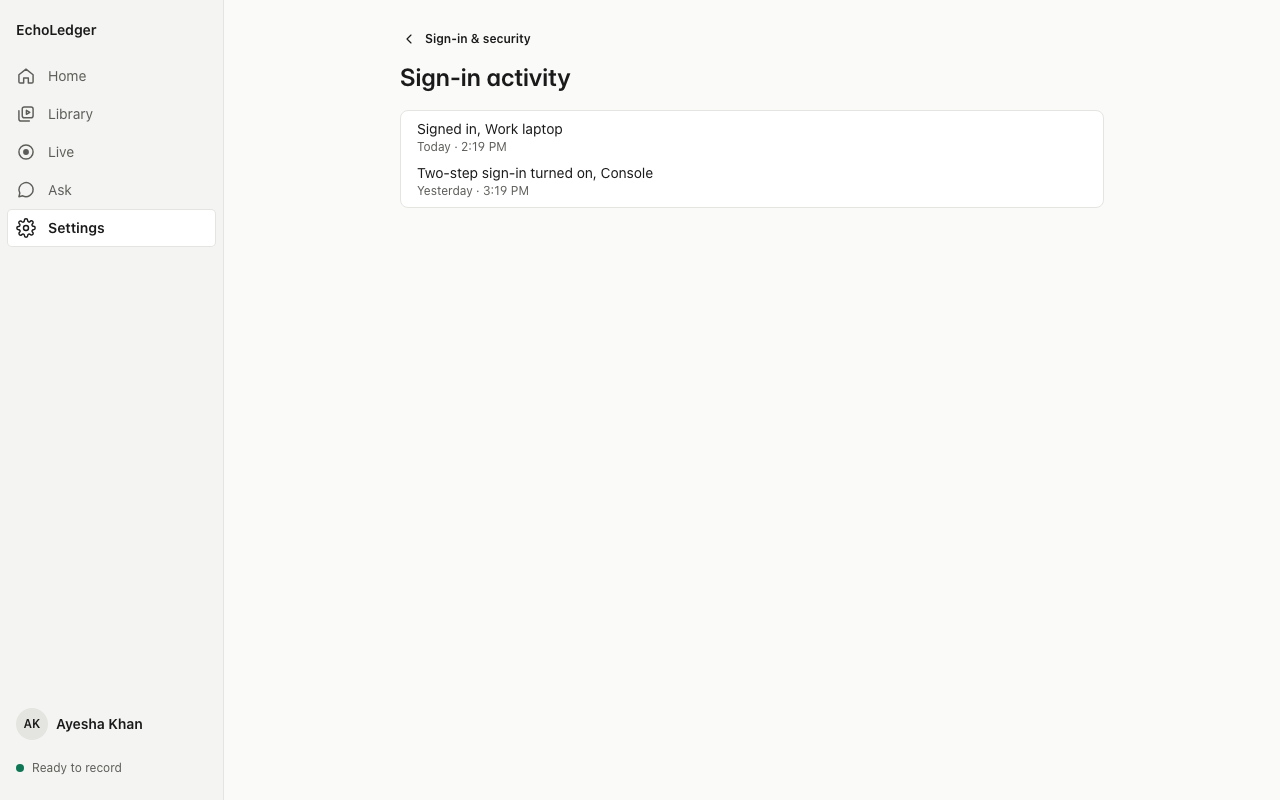 EchoLedger
Home
Library
Live
Ask
Settings
AK
Ayesha Khan
Ready to record
Sign-in & security
Sign-in activity
Signed in, Work laptop
Today · 2:19 PM
Two-step sign-in turned on, Console
Yesterday · 3:19 PM